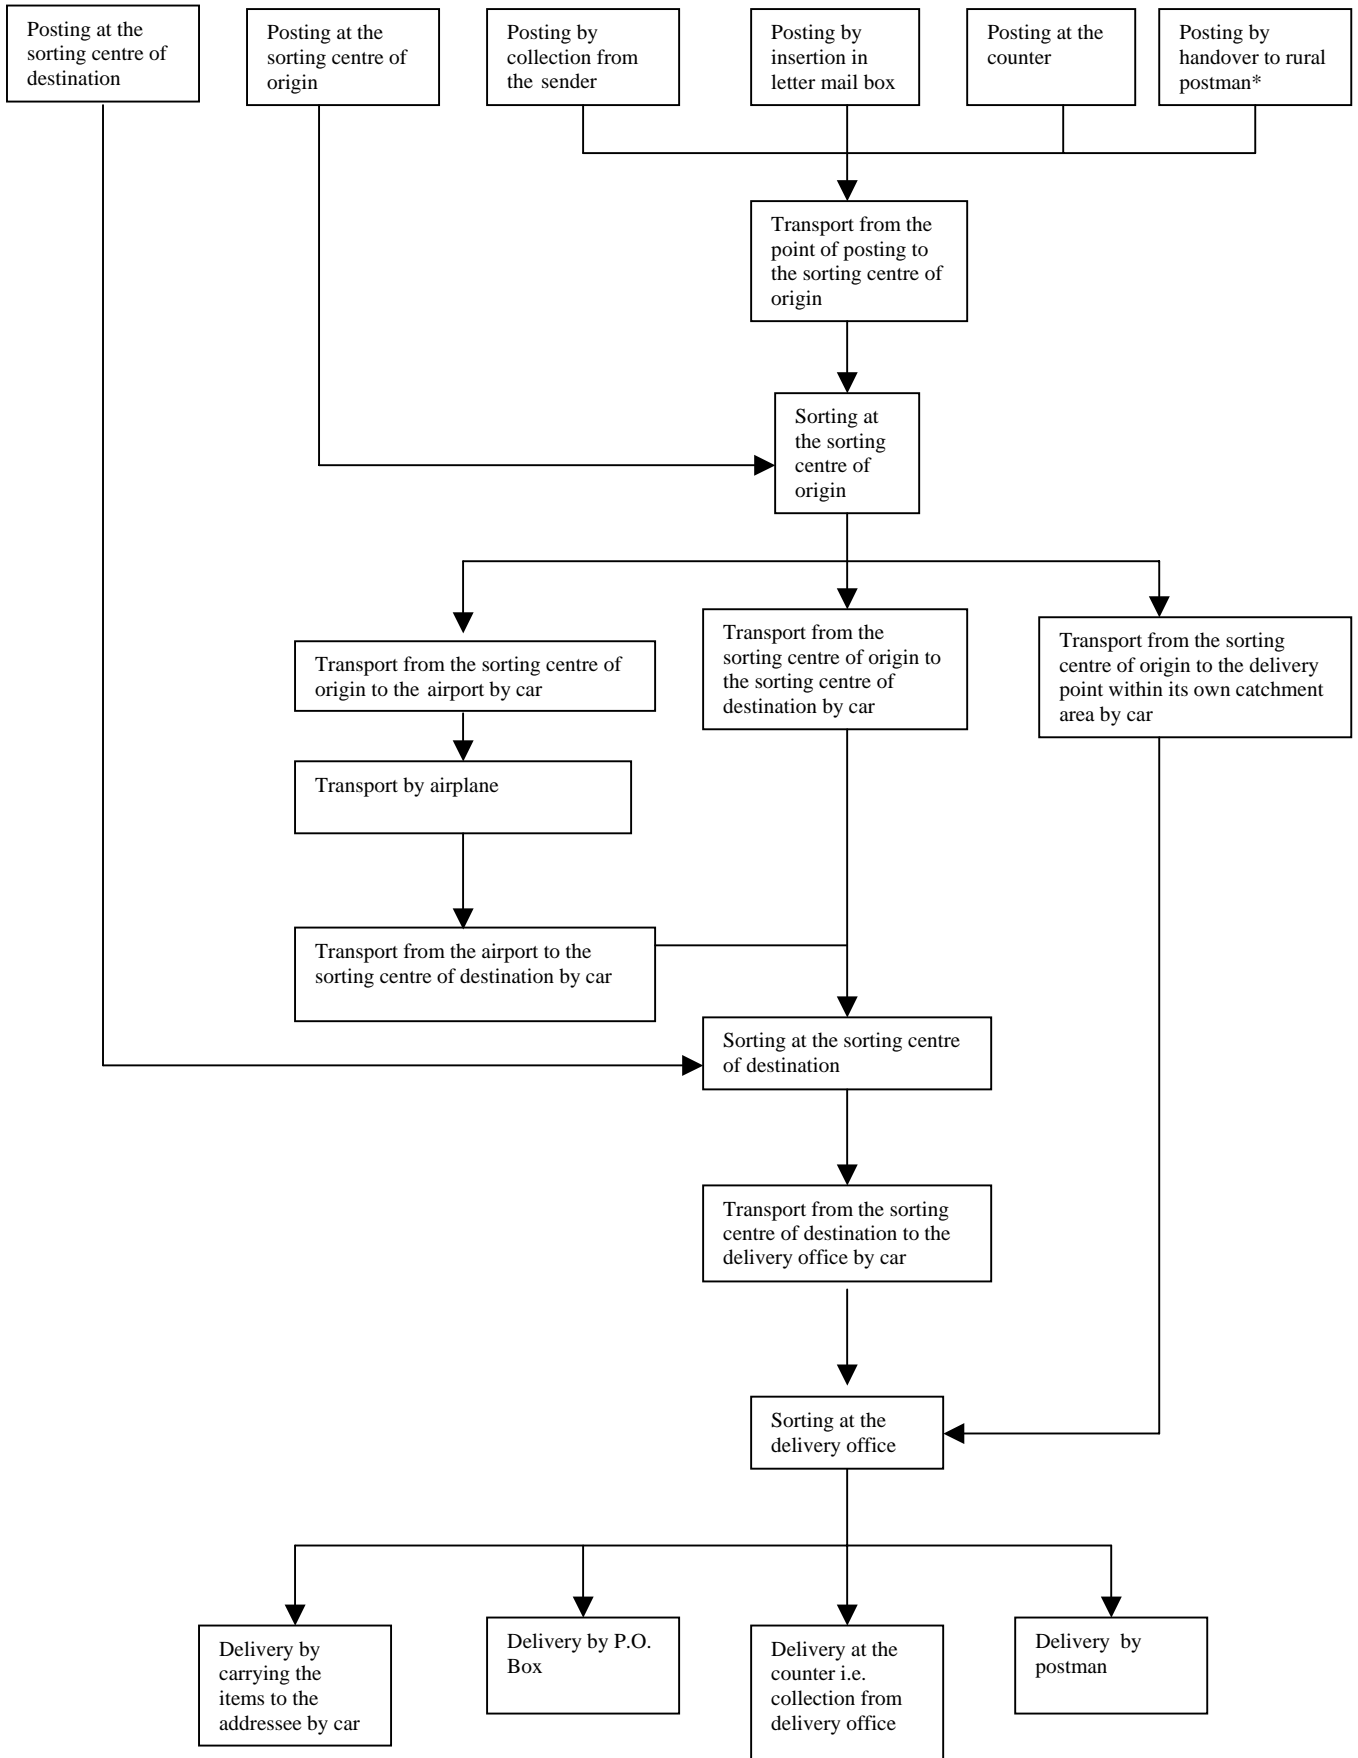 Posting at the
sorting centre of
destination
Posting at the
sorting centre of
origin
Posting by
collection from
the sender
Posting by
insertion in
letter mail box
Posting at the
counter
Posting by
handover to rural
postman*
Transport from the
point of posting to
the sorting centre of
origin
Sorting at
the sorting
centre of
origin
Transport from the sorting centre of
origin to the airport by car
Transport from the
sorting centre of origin to
the sorting centre of
destination by car
Transport from the sorting
centre of origin to the delivery
point within its own catchment
area by car
Transport by airplane
Transport from the airport to the
sorting centre of destination by car
Sorting at the sorting centre
of destination
Transport from the sorting
centre of destination to the
delivery office by car
Sorting at the
delivery office
Delivery by
carrying the
items to the
addressee by car
Delivery by P.O.
Box
Delivery at the
counter i.e.
collection from
delivery office
Delivery by
postman